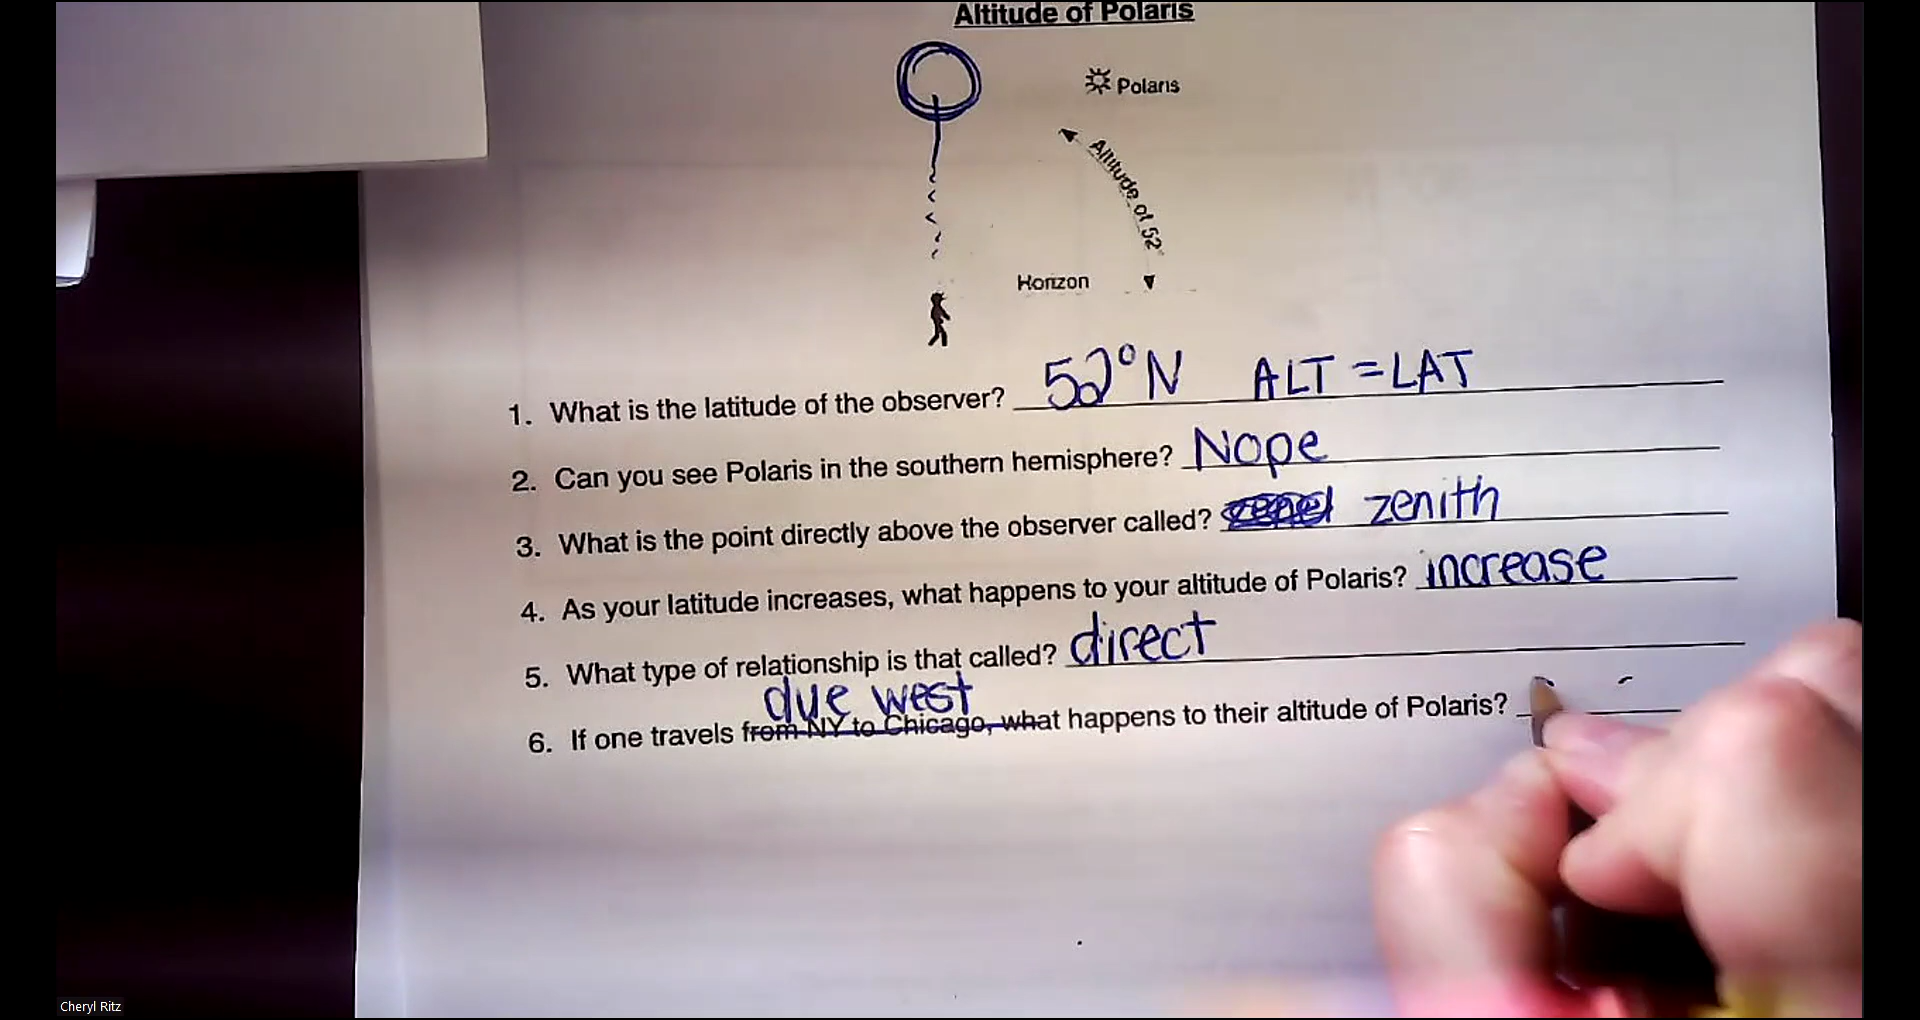 Altitude of Polaris
Polaris
Altitude of 52°
Horizon
1. What is the latitude of the observer? 52°N ALT = LAT
2. Can you see Polaris in the southern hemisphere? Nope
3. What is the point directly above the observer called? zenith
4. As your latitude increases, what happens to your altitude of Polaris? increase
5. What type of relationship is that called? direct
due west
6. If one travels from NY to Chicago, what happens to their altitude of Polaris?
Cheryl Ritz